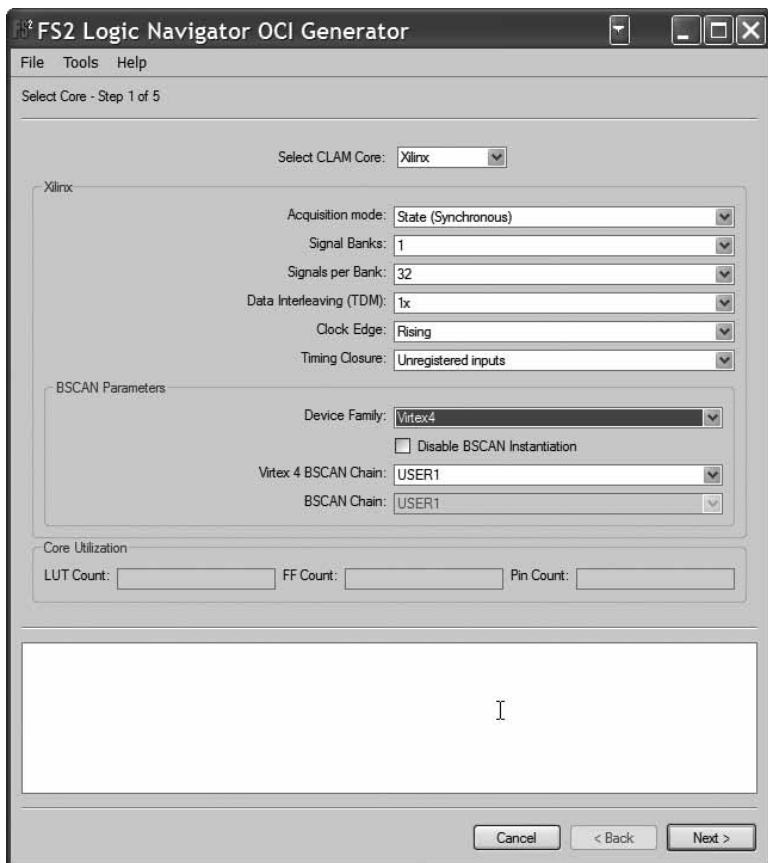 FS² FS2 Logic Navigator OCI Generator
File Tools Help
Select Core - Step 1 of 5
Select CLAM Core: Xilinx
Xilinx
Acquisition mode: State (Synchronous)
Signal Banks: 1
Signals per Bank: 32
Data Interleaving (TDM): 1x
Clock Edge: Rising
Timing Closure: Unregistered inputs
BSCAN Parameters
Device Family: Virtex4
Disable BSCAN Instantiation
Virtex 4 BSCAN Chain: USER1
BSCAN Chain: USER1
Core Utilization
LUT Count: FF Count: Pin Count:
Cancel < Back Next >